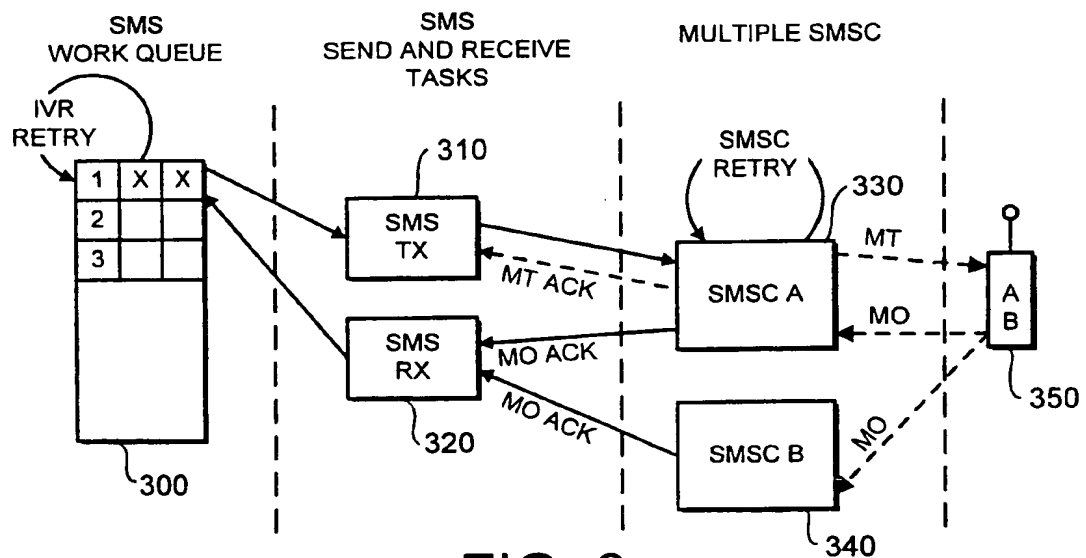 SMS
WORK QUEUE
SMS
SEND AND RECEIVE
TASKS
MULTIPLE SMSC
IVR
RETRY
1 X X
2
3
300
310
SMS
TX
MT ACK
SMS
RX
320
MO ACK
MO ACK
SMSC
RETRY
330
SMSC A
MT
MO
MO
A
B
350
SMSC B
340